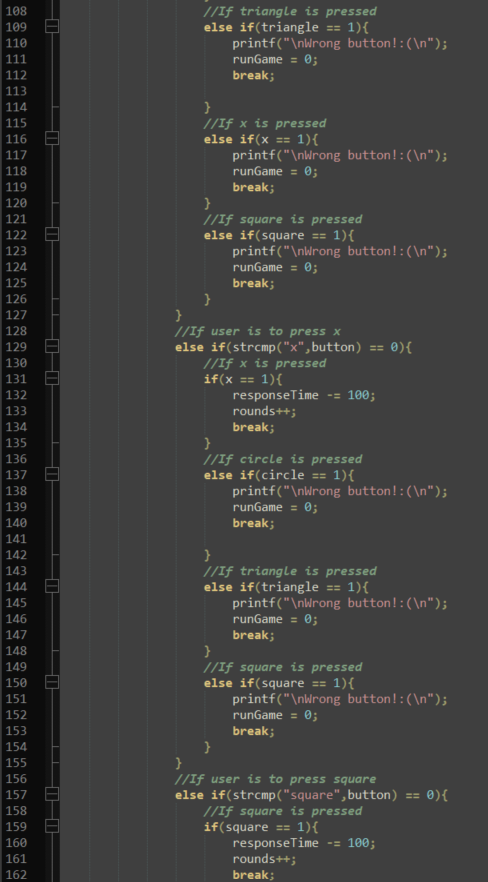 108 //If triangle is pressed
109 else if(triangle == 1){
110 printf("\nWrong button!:(\n");
111 runGame = 0;
112 break;
113
114 }
115 //If x is pressed
116 else if(x == 1){
117 printf("\nWrong button!:(\n");
118 runGame = 0;
119 break;
120 }
121 //If square is pressed
122 else if(square == 1){
123 printf("\nWrong button!:(\n");
124 runGame = 0;
125 break;
126 }
127 }
128 //If user is to press x
129 else if(strcmp("x",button) == 0){
130 //If x is pressed
131 if(x == 1){
132 responseTime -= 100;
133 rounds++;
134 break;
135 }
136 //If circle is pressed
137 else if(circle == 1){
138 printf("\nWrong button!:(\n");
139 runGame = 0;
140 break;
141
142 }
143 //If triangle is pressed
144 else if(triangle == 1){
145 printf("\nWrong button!:(\n");
146 runGame = 0;
147 break;
148 }
149 //If square is pressed
150 else if(square == 1){
151 printf("\nWrong button!:(\n");
152 runGame = 0;
153 break;
154 }
155 }
156 //If user is to press square
157 else if(strcmp("square",button) == 0){
158 //If square is pressed
159 if(square == 1){
160 responseTime -= 100;
161 rounds++;
162 break;